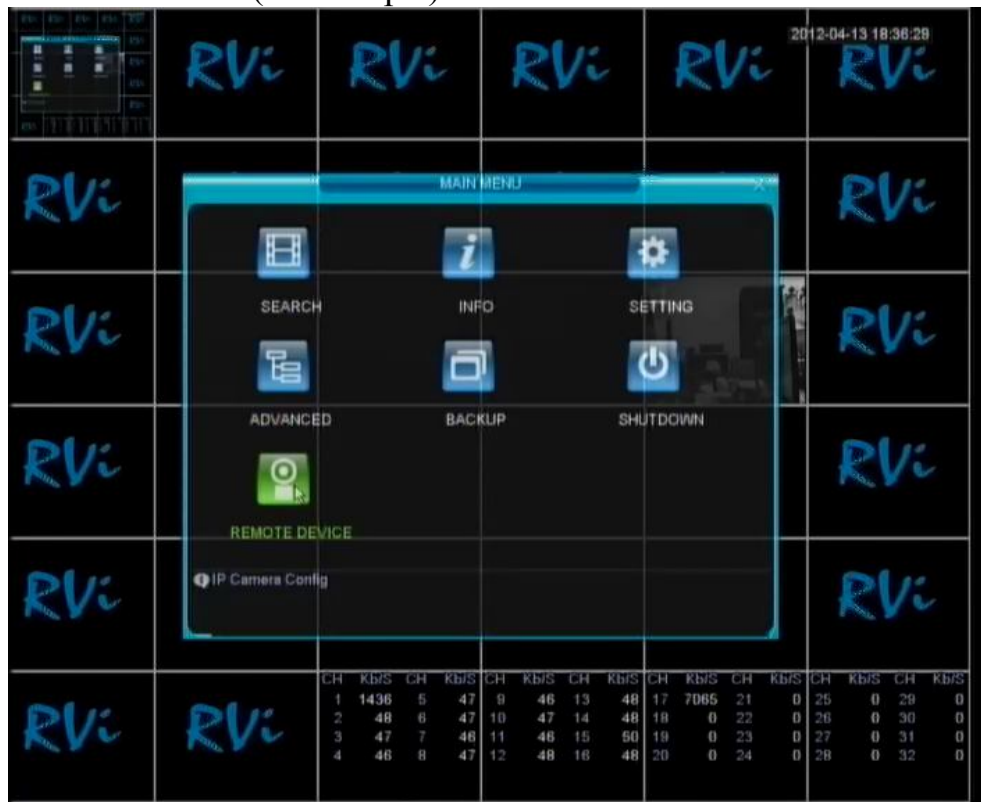 2012-04-13 18:36:29
RVi RVi RVi RVi RVi
RVi RVi
MAIN MENU
SEARCH INFO SETTING
RVi RVi
ADVANCED BACKUP SHUTDOWN
RVi RVi
REMOTE DEVICE
IP Camera Config
RVi RVi
CH Kb/S CH Kb/S CH Kb/S CH Kb/S CH Kb/S CH Kb/S CH Kb/S CH Kb/S
1 1436 5 47 9 46 13 48 17 7065 21 0 25 0 29 0
2 48 6 47 10 47 14 48 18 0 22 0 26 0 30 0
3 47 7 46 11 46 15 50 19 0 23 0 27 0 31 0
4 46 8 47 12 48 16 48 20 0 24 0 28 0 32 0
RVi RVi